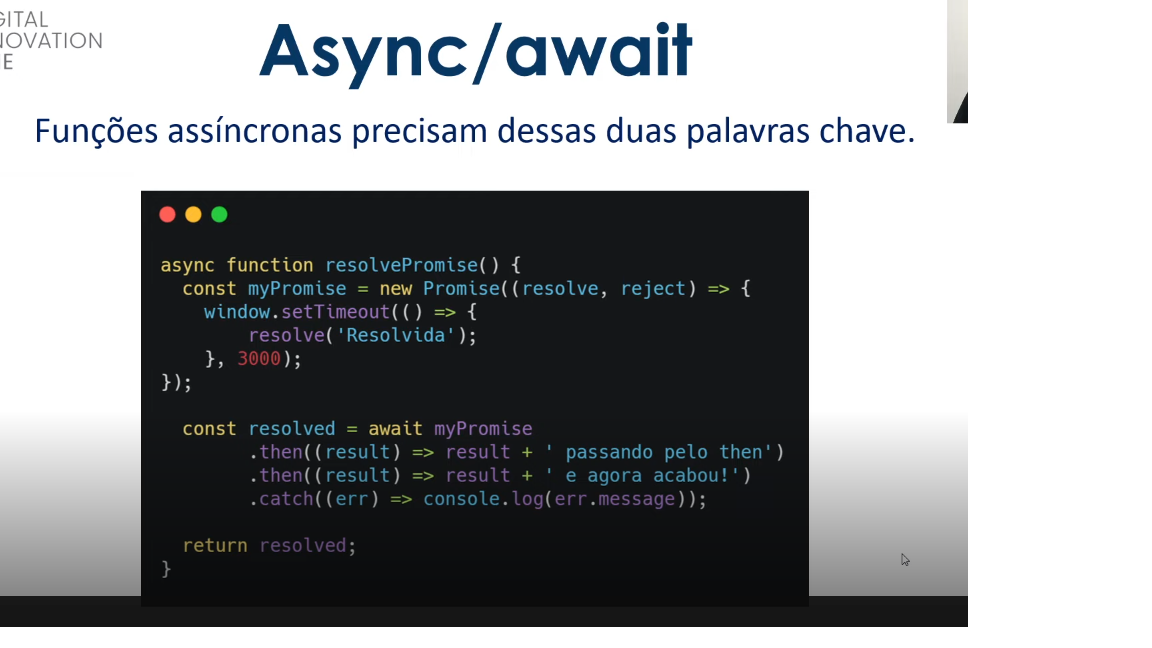 GITAL
NOVATION
E
Async/await
Funções assíncronas precisam dessas duas palavras chave.
async function resolvePromise() {
  const myPromise = new Promise((resolve, reject) => {
    window.setTimeout(() => {
        resolve('Resolvida');
    }, 3000);
});
  const resolved = await myPromise
        .then((result) => result + ' passando pelo then')
        .then((result) => result + ' e agora acabou!')
        .catch((err) => console.log(err.message));
  return resolved;
}